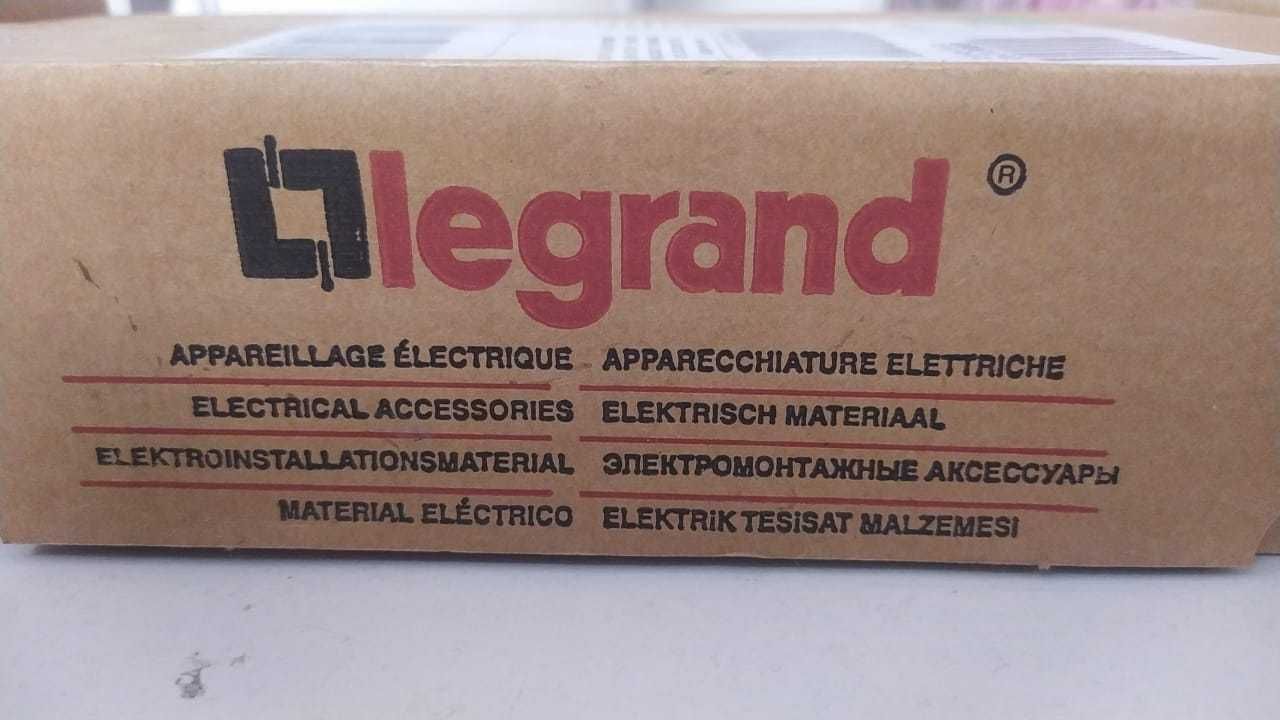 legrand ®
APPAREILLAGE ÉLECTRIQUE APPARECCHIATURE ELETTRICHE
ELECTRICAL ACCESSORIES ELEKTRISCH MATERIAAL
ELEKTROINSTALLATIONSMATERIAL ЭЛЕКТРОМОНТАЖНЫЕ АКСЕССУАРЫ
MATERIAL ELÉCTRICO ELEKTRİK TESİSAT MALZEMESİ